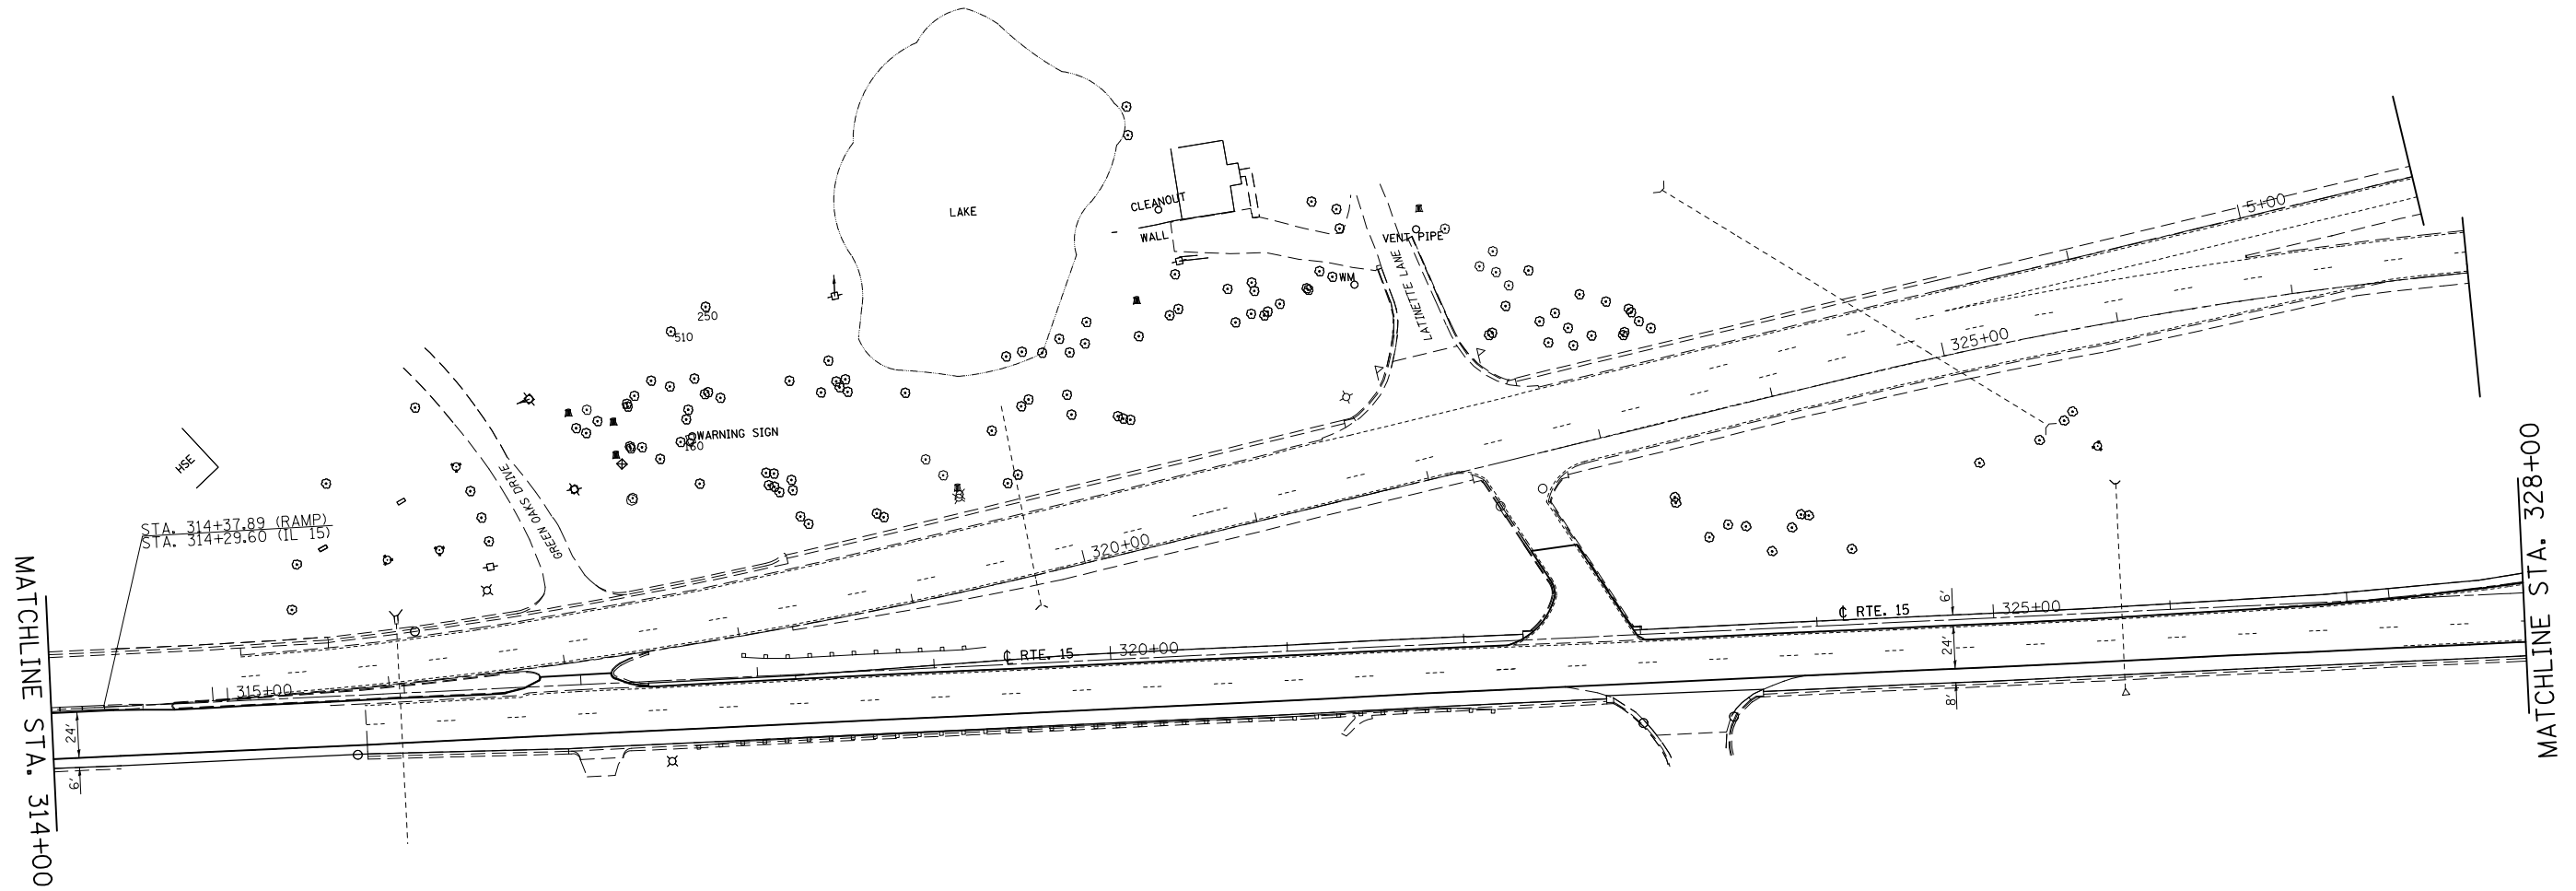 LAKE
CLEANOUT
WALL
VENT PIPE
WM
LATINETTE LANE
5+00
250
510
325+00
WARNING SIGN
160
HSE
GREEN OAKS DRIVE
STA. 314+37.89 (RAMP)
STA. 314+29.60 (IL 15)
320+00
MATCHLINE STA. 314+00
315+00
24'
6'
℄ RTE. 15
320+00
℄ RTE. 15
6'
325+00
24'
8'
MATCHLINE STA. 328+00